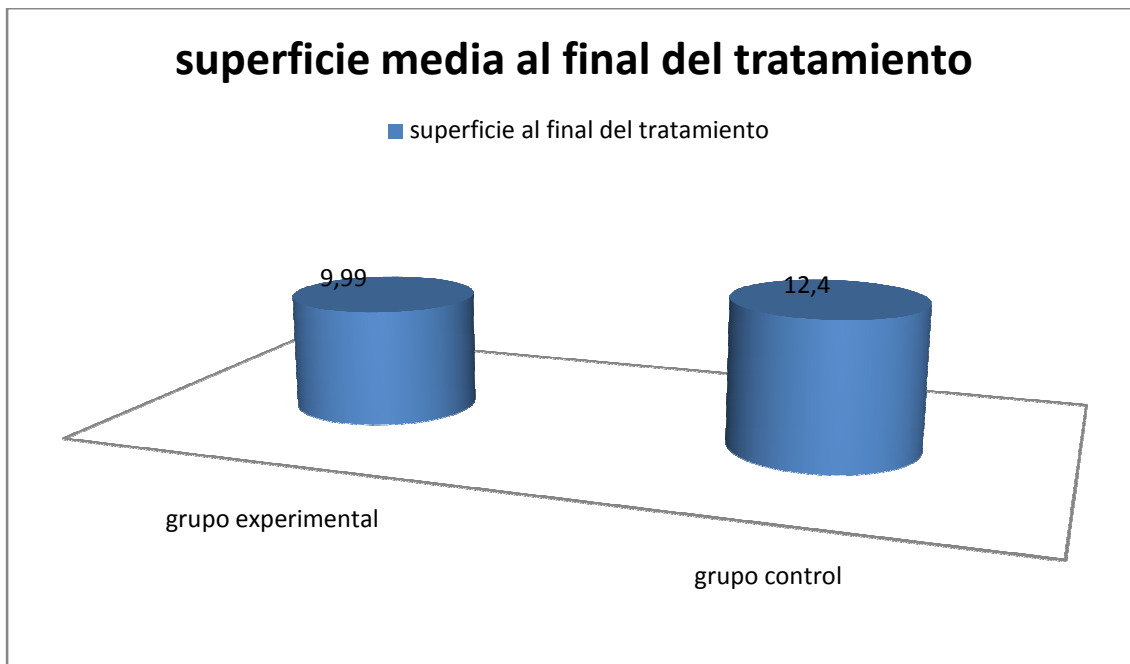 superficie media al final del tratamiento
superficie al final del tratamiento
9,99
12,4
grupo experimental
grupo control